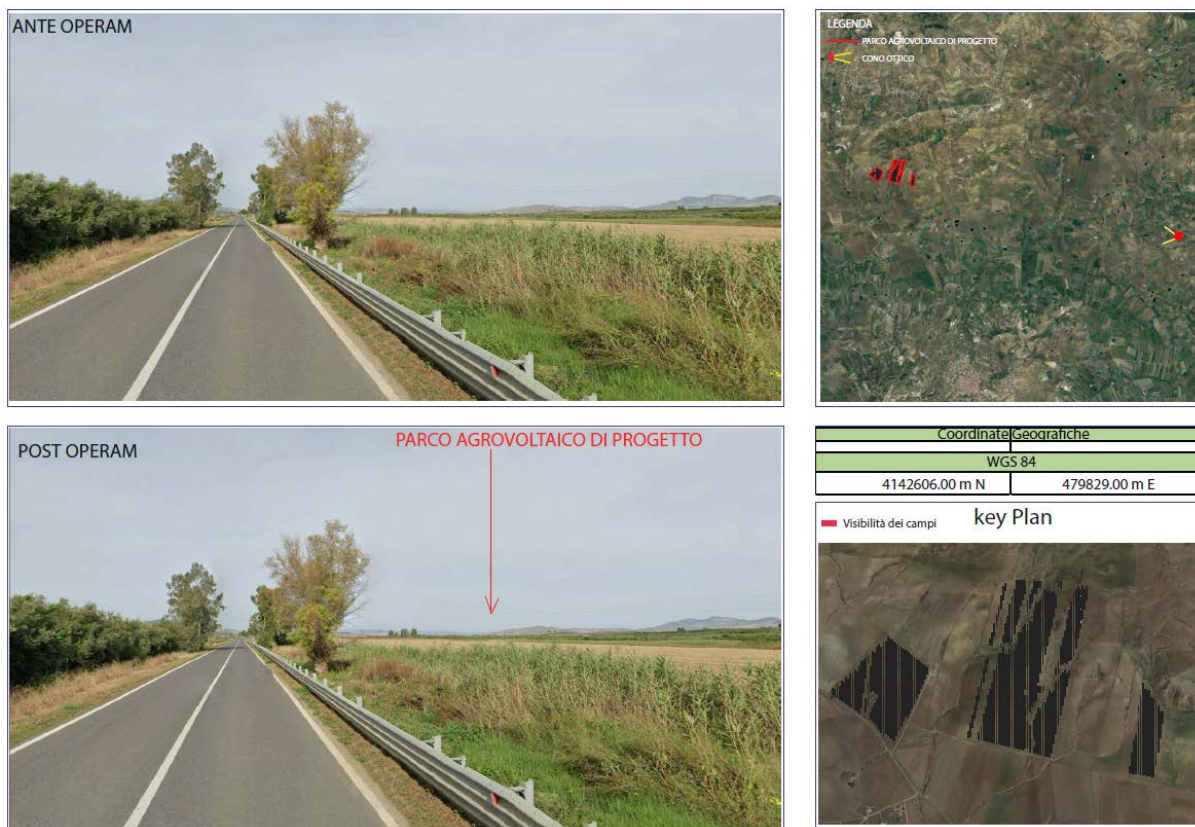 ANTE OPERAM
LEGENDA
PARCO AGROVOLTAICO DI PROGETTO
CONO OTTICO
POST OPERAM
PARCO AGROVOLTAICO DI PROGETTO
Coordinate Geografiche
WGS 84
4142606.00 m N 479829.00 m E
Visibilità dei campi
key Plan